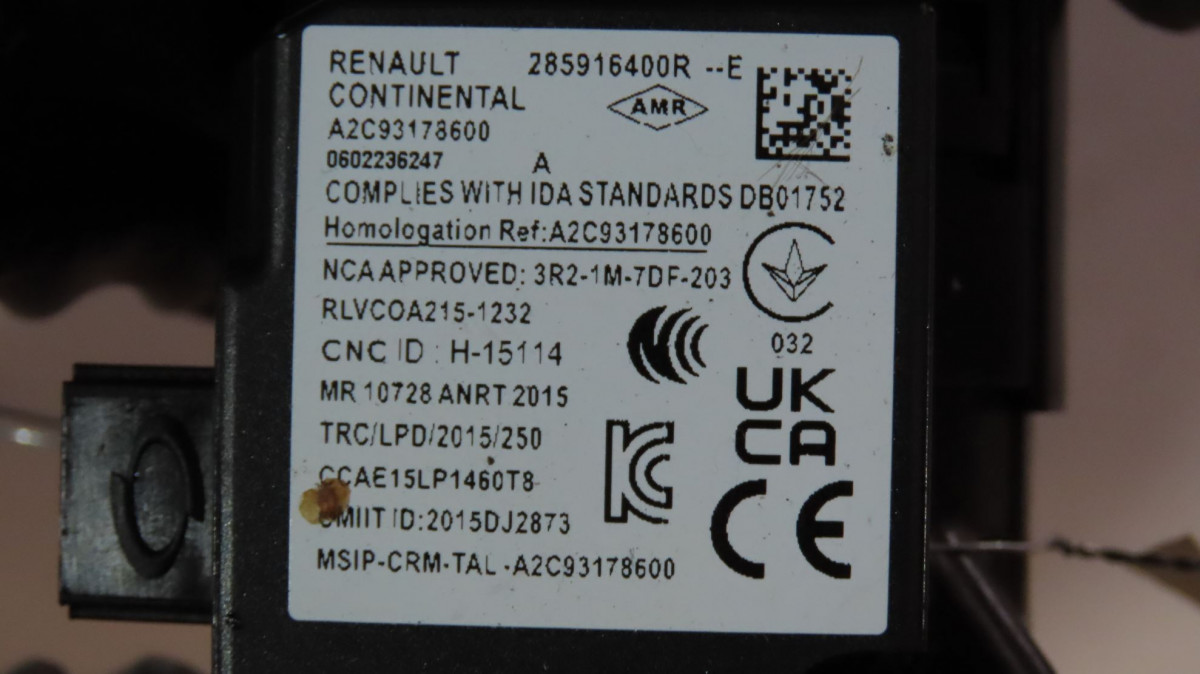 RENAULT 285916400R --E
CONTINENTAL AMR
A2C93178600
0602236247 A
COMPLIES WITH IDA STANDARDS DB01752
Homologation Ref:A2C93178600
NCA APPROVED: 3R2-1M-7DF-203
RLVCOA215-1232
032
CNC ID : H-15114
UK
CA
MR 10728 ANRT 2015
TRC/LPD/2015/250
CCAE15LP1460T8
CMIIT ID:2015DJ2873
CE
MSIP-CRM-TAL-A2C93178600